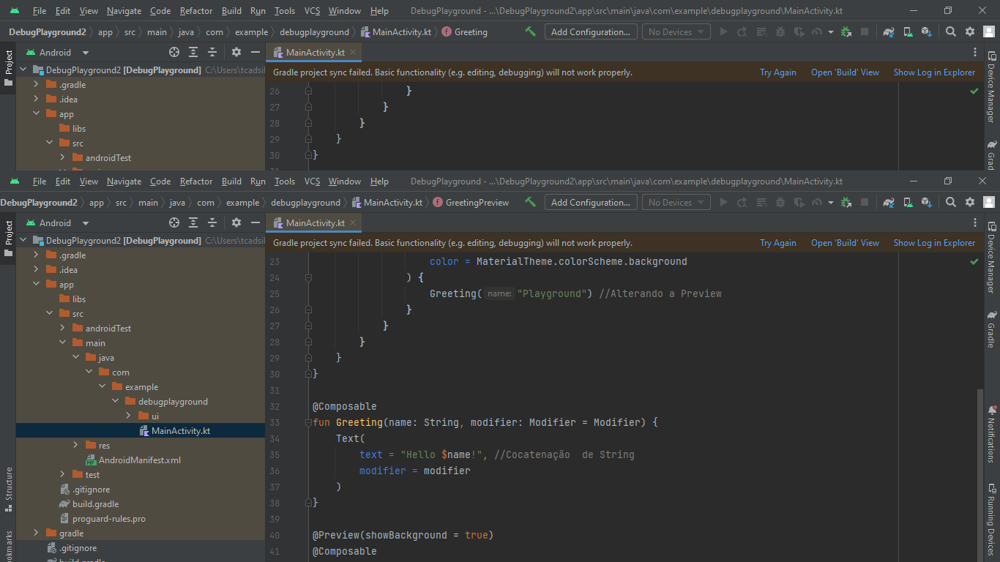 File Edit View Navigate Code Refactor Build Run Tools VCS Window Help DebugPlayground - ...\DebugPlayground2\app\src\main\java\com\example\debugplayground\MainActivity.kt
DebugPlayground2 app src main java com example debugplayground MainActivity.kt f Greeting Add Configuration... No Devices
Project
Android
MainActivity.kt
DebugPlayground2 [DebugPlayground] C:\Users\tcadsil
Gradle project sync failed. Basic functionality (e.g. editing, debugging) will not work properly. Try Again Open 'Build' View Show Log in Explorer
.gradle
.idea
app
libs
src
androidTest
26 }
27 }
28 }
29 }
30 }
Device Manager
Grad
File Edit View Navigate Code Refactor Build Run Tools VCS Window Help DebugPlayground - ...\DebugPlayground2\app\src\main\java\com\example\debugplayground\MainActivity.kt
DebugPlayground2 app src main java com example debugplayground MainActivity.kt f GreetingPreview Add Configuration... No Devices
Project
Android
MainActivity.kt
DebugPlayground2 [DebugPlayground] C:\Users\tcadsil
Gradle project sync failed. Basic functionality (e.g. editing, debugging) will not work properly. Try Again Open 'Build' View Show Log in Explorer
.gradle
.idea
app
libs
src
androidTest
main
java
com
example
debugplayground
ui
MainActivity.kt
res
MF AndroidManifest.xml
test
.gitignore
build.gradle
proguard-rules.pro
gradle
.gitignore
build.gradle
Structure
okmarks
23 color = MaterialTheme.colorScheme.background
24 ) {
25 Greeting( name: "Playground") //Alterando a Preview
26 }
27 }
28 }
29 }
30 }
31
32 @Composable
33 fun Greeting(name: String, modifier: Modifier = Modifier) {
34 Text(
35 text = "Hello $name!", //Cocatenação  de String
36 modifier = modifier
37 )
38 }
39
40 @Preview(showBackground = true)
41 @Composable
Device Manager
Gradle
Notifications
Running Devices